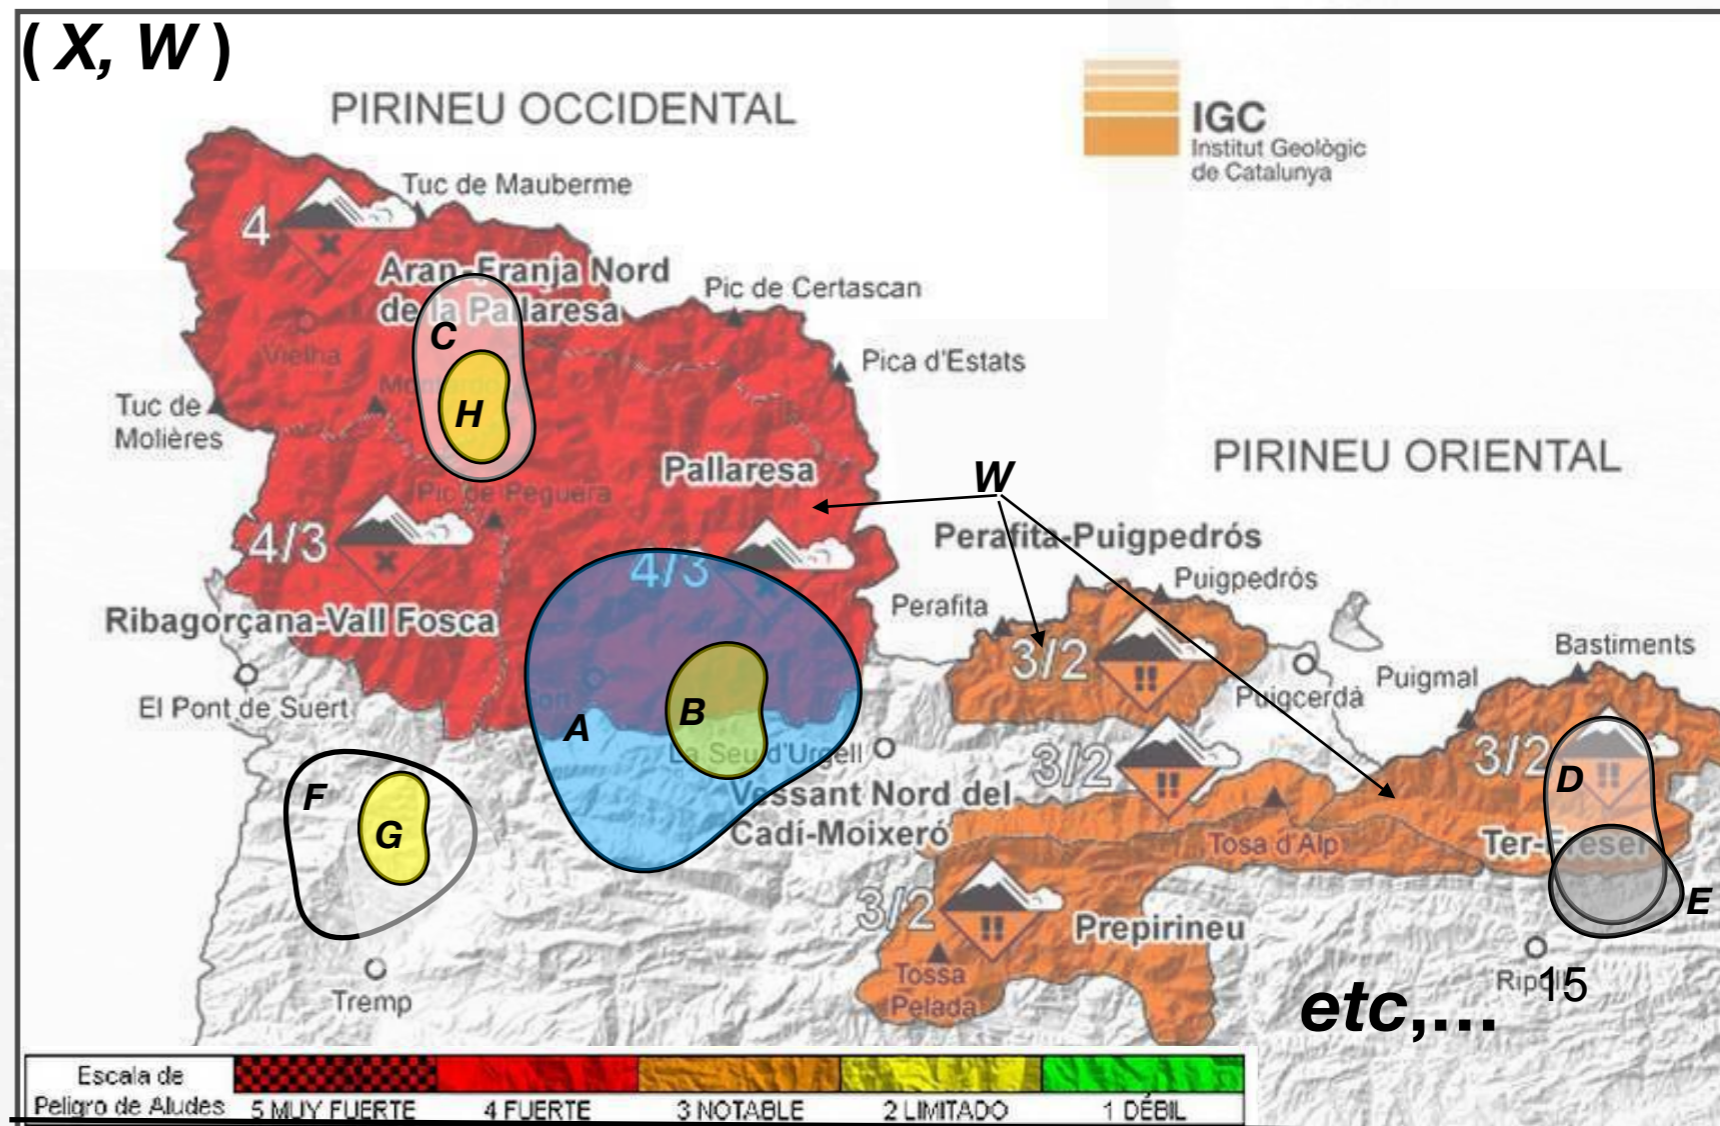 ( X, W )
PIRINEU OCCIDENTAL
IGC
Institut Geològic
de Catalunya
Tuc de Mauberme
4
Aran-Franja Nord
de la Pallaresa
Pic de Certascan
C
Vielha
Pica d'Estats
Tuc de
Molières
H
PIRINEU ORIENTAL
Pallaresa
W
Pic de Peguera
4/3
Perafita-Puigpedrós
4/3
Puigpedrós
Perafita
Ribagorçana-Vall Fosca
3/2
Bastiments
Puigmal
Puigcerdà
El Pont de Suert
Sort
B
A
La Seu d'Urgell
3/2
3/2
D
F
Vessant Nord del
Cadí-Moixeró
G
Tosa d'Alp
Ter-Freser
3/2
E
Prepirineu
Tossa
Pelada
Tremp
Ripoll
15
etc,...
Escala de
Peligro de Aludes
5 MUY FUERTE
4 FUERTE
3 NOTABLE
2 LIMITADO
1 DÉBIL